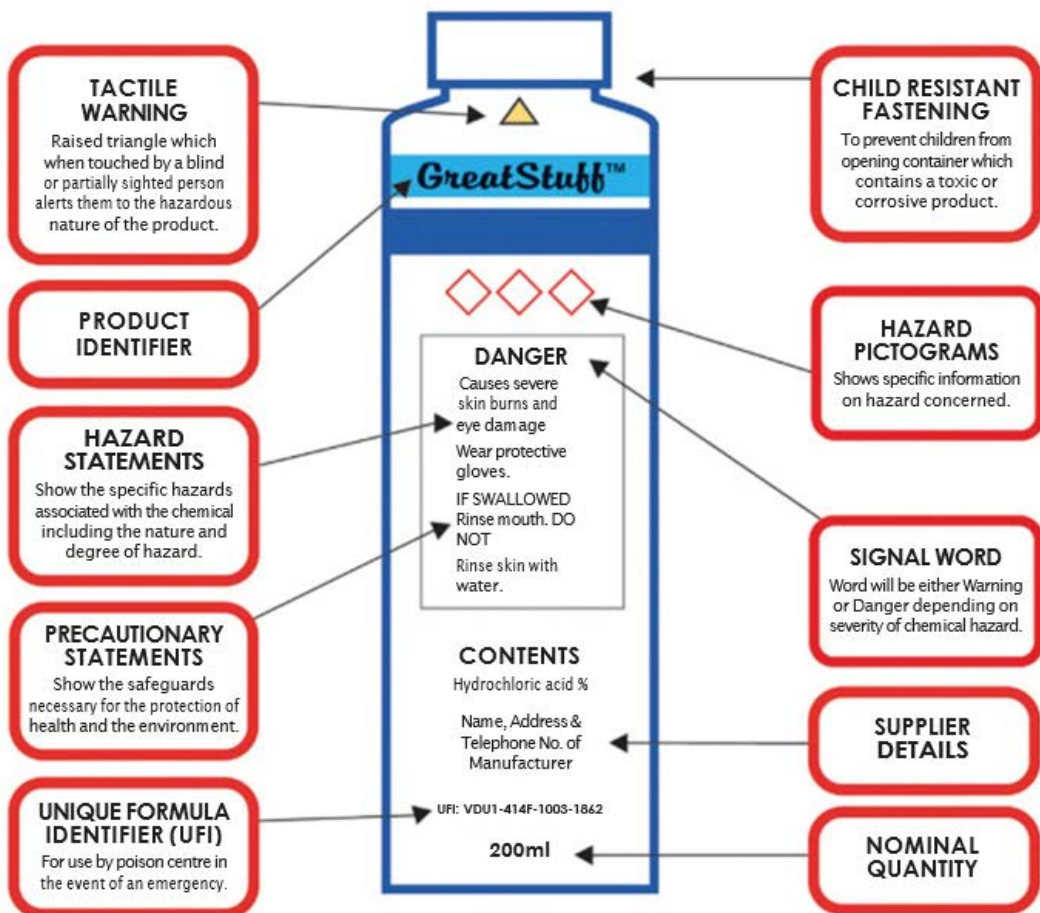 TACTILE
WARNING
Raised triangle which
when touched by a blind
or partially sighted person
alerts them to the hazardous
nature of the product.
PRODUCT
IDENTIFIER
HAZARD
STATEMENTS
Show the specific hazards
associated with the chemical
including the nature and
degree of hazard.
PRECAUTIONARY
STATEMENTS
Show the safeguards
necessary for the protection of
health and the environment.
UNIQUE FORMULA
IDENTIFIER (UFI)
For use by poison centre in
the event of an emergency.
GreatStuff™
DANGER
Causes severe
skin burns and
eye damage
Wear protective
gloves.
IF SWALLOWED
Rinse mouth. DO
NOT
Rinse skin with
water.
CONTENTS
Hydrochloric acid %
Name, Address &
Telephone No. of
Manufacturer
UFI: VDU1-414F-1003-1862
200ml
CHILD RESISTANT
FASTENING
To prevent children from
opening container which
contains a toxic or
corrosive product.
HAZARD
PICTOGRAMS
Shows specific information
on hazard concerned.
SIGNAL WORD
Word will be either Warning
or Danger depending on
severity of chemical hazard.
SUPPLIER
DETAILS
NOMINAL
QUANTITY